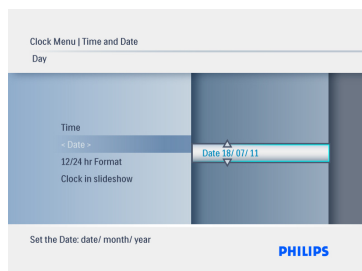 Clock Menu | Time and Date
Day
Time
< Date >
Date 18/ 07/ 11
12/24 hr Format
Clock in slideshow
Set the Date: date/ month/ year
PHILIPS